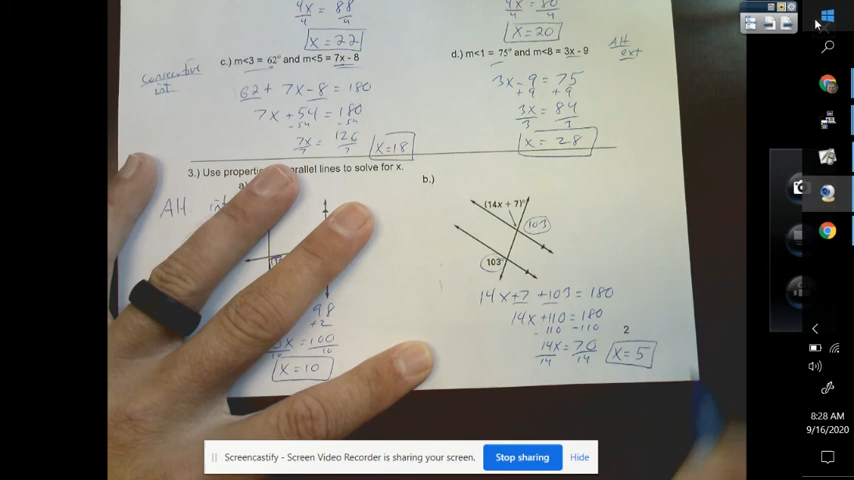 4x = 88
4 4
x = 22
4x = 80
4 4
x = 20
c.) m<3 = 62° and m<5 = 7x - 8
consecutive
int.
62 + 7x - 8 = 180
7x + 54 = 180
- 54 - 54
7x = 126
7 7
x = 18
d.) m<1 = 75° and m<8 = 3x - 9
Alt
ext
3x - 9 = 75
+ 9 + 9
3x = 84
3 3
x = 28
3.) Use
parallel lines to solve for x.
a)
Alt.
98
+2
= 100
10 10
x = 10
b.)
(14x + 7)°
103
103°
14x + 7 + 103 = 180
14x + 110 = 180
- 110 - 110
14x = 70
14 14
x = 5
2
Screencastify - Screen Video Recorder is sharing your screen.
Stop sharing
Hide
8:28 AM
9/16/2020